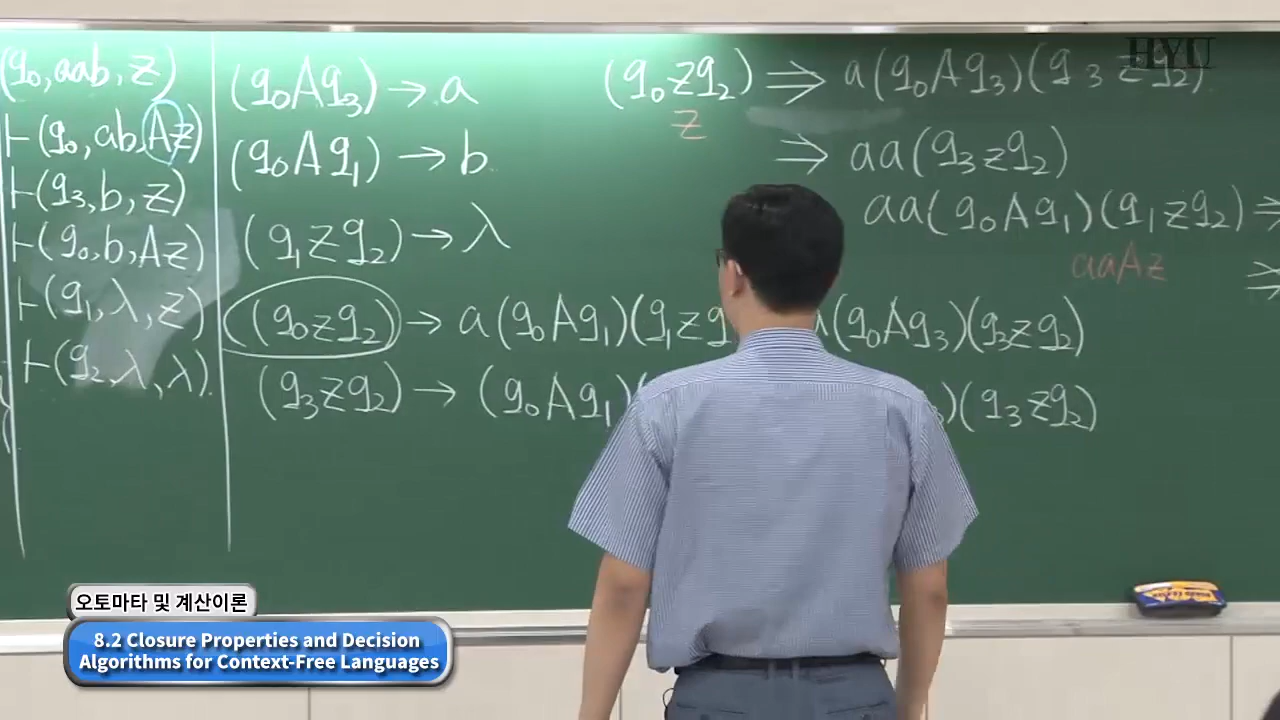 (q₀, aab, z)
⊢(q₀, ab, Az)
⊢(q₃, b, z)
⊢(q₀, b, Az)
⊢(q₁, λ, z)
⊢(q₂, λ, λ).
(q₀Aq₃) → a
(q₀Aq₁) → b
(q₁zq₂) → λ
(q₀zq₂) → a(q₀Aq₁)(q₁zq (q₀Aq₃)(q₃zq₂)
(q₃zq₂) → (q₀Aq₁) )(q₃zq₂)
(q₀zq₂) ⇒ a(q₀Aq₃)(q₃zq₂)
z
⇒ aa(q₃zq₂)
aa(q₀Aq₁)(q₁zq₂) ⇒
aaAz
⇒
HYU
오토마타 및 계산이론
8.2 Closure Properties and Decision
Algorithms for Context-Free Languages